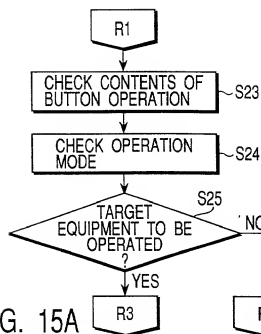 R1
CHECK CONTENTS OF
BUTTON OPERATION
S23
CHECK OPERATION
MODE
S24
S25
TARGET
EQUIPMENT TO BE
OPERATED
?
NO
YES
G. 15A
R3